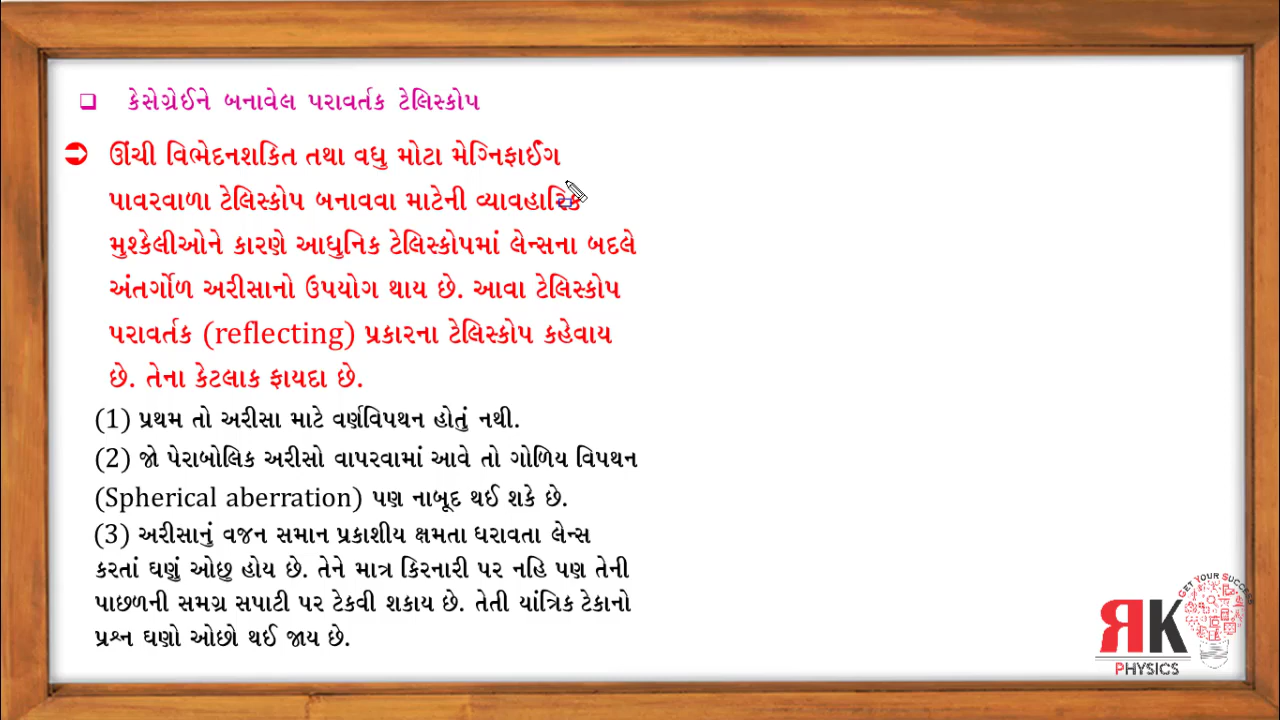 કેસેગ્રેઈને બનાવેલ પરાવર્તક ટેલિસ્કોપ
ઊંચી વિભેદનશકિત તથા વધુ મોટા મેગ્નિફાઈંગ
પાવરવાળા ટેલિસ્કોપ બનાવવા માટેની વ્યાવહારિક
મુશ્કેલીઓને કારણે આધુનિક ટેલિસ્કોપમાં લેન્સના બદલે
અંતર્ગોળ અરીસાનો ઉપયોગ થાય છે. આવા ટેલિસ્કોપ
પરાવર્તક (reflecting) પ્રકારના ટેલિસ્કોપ કહેવાય
છે. તેના કેટલાક ફાયદા છે.
(1) પ્રથમ તો અરીસા માટે વર્ણવિપથન હોતું નથી.
(2) જો પેરાબોલિક અરીસો વાપરવામાં આવે તો ગોળિય વિપથન
(Spherical aberration) પણ નાબૂદ થઈ શકે છે.
(3) અરીસાનું વજન સમાન પ્રકાશીય ક્ષમતા ધરાવતા લેન્સ
કરતાં ઘણું ઓછુ હોય છે. તેને માત્ર કિરનારી પર નહિ પણ તેની
પાછળની સમગ્ર સપાટી પર ટેકવી શકાય છે. તેતી યાંત્રિક ટેકાનો
પ્રશ્ન ઘણો ઓછો થઈ જાય છે.
GET YOUR SUCCESS
RK
PHYSICS